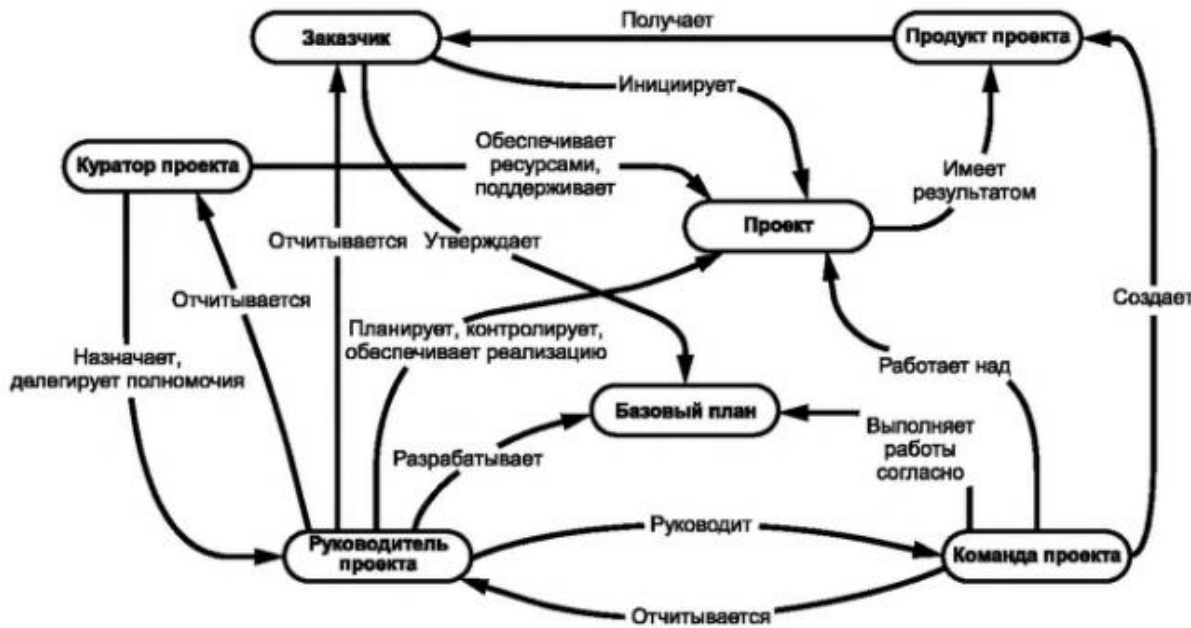 Получает
Заказчик
Продукт проекта
Инициирует
Обеспечивает
ресурсами,
поддерживает
Куратор проекта
Имеет
результатом
Проект
Отчитывается
Утверждает
Отчитывается
Создает
Планирует, контролирует,
обеспечивает реализацию
Назначает,
делегирует полномочия
Работает над
Базовый план
Выполняет
работы
согласно
Разрабатывает
Руководит
Руководитель
проекта
Команда проекта
Отчитывается